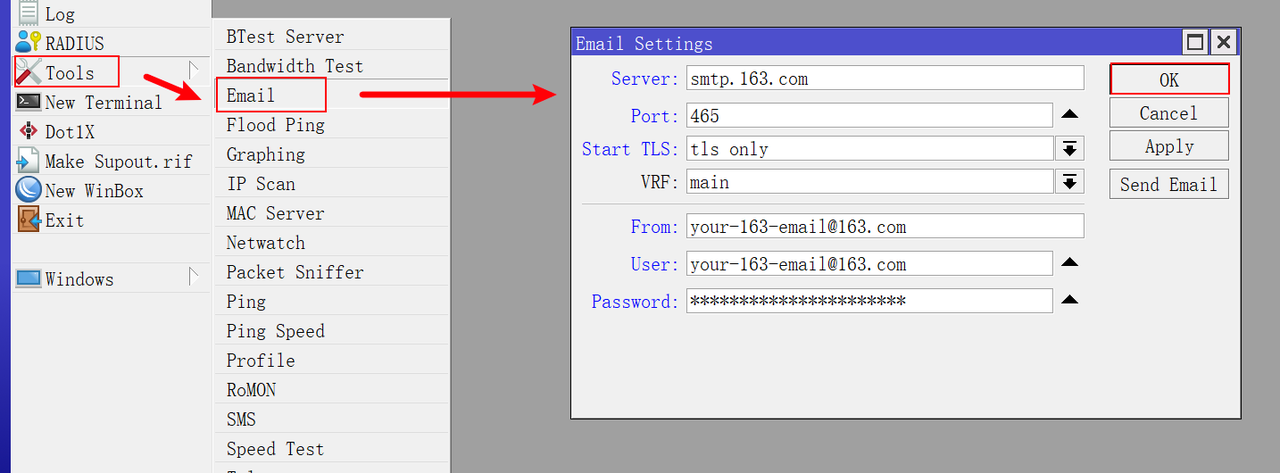 Log
RADIUS
Tools
New Terminal
Dot1X
Make Supout.rif
New WinBox
Exit
Windows
BTest Server
Bandwidth Test
Email
Flood Ping
Graphing
IP Scan
MAC Server
Netwatch
Packet Sniffer
Ping
Ping Speed
Profile
RoMON
SMS
Speed Test
Email Settings
Server: smtp.163.com
Port: 465
Start TLS: tls only
VRF: main
From: your-163-email@163.com
User: your-163-email@163.com
Password: **********************
OK
Cancel
Apply
Send Email